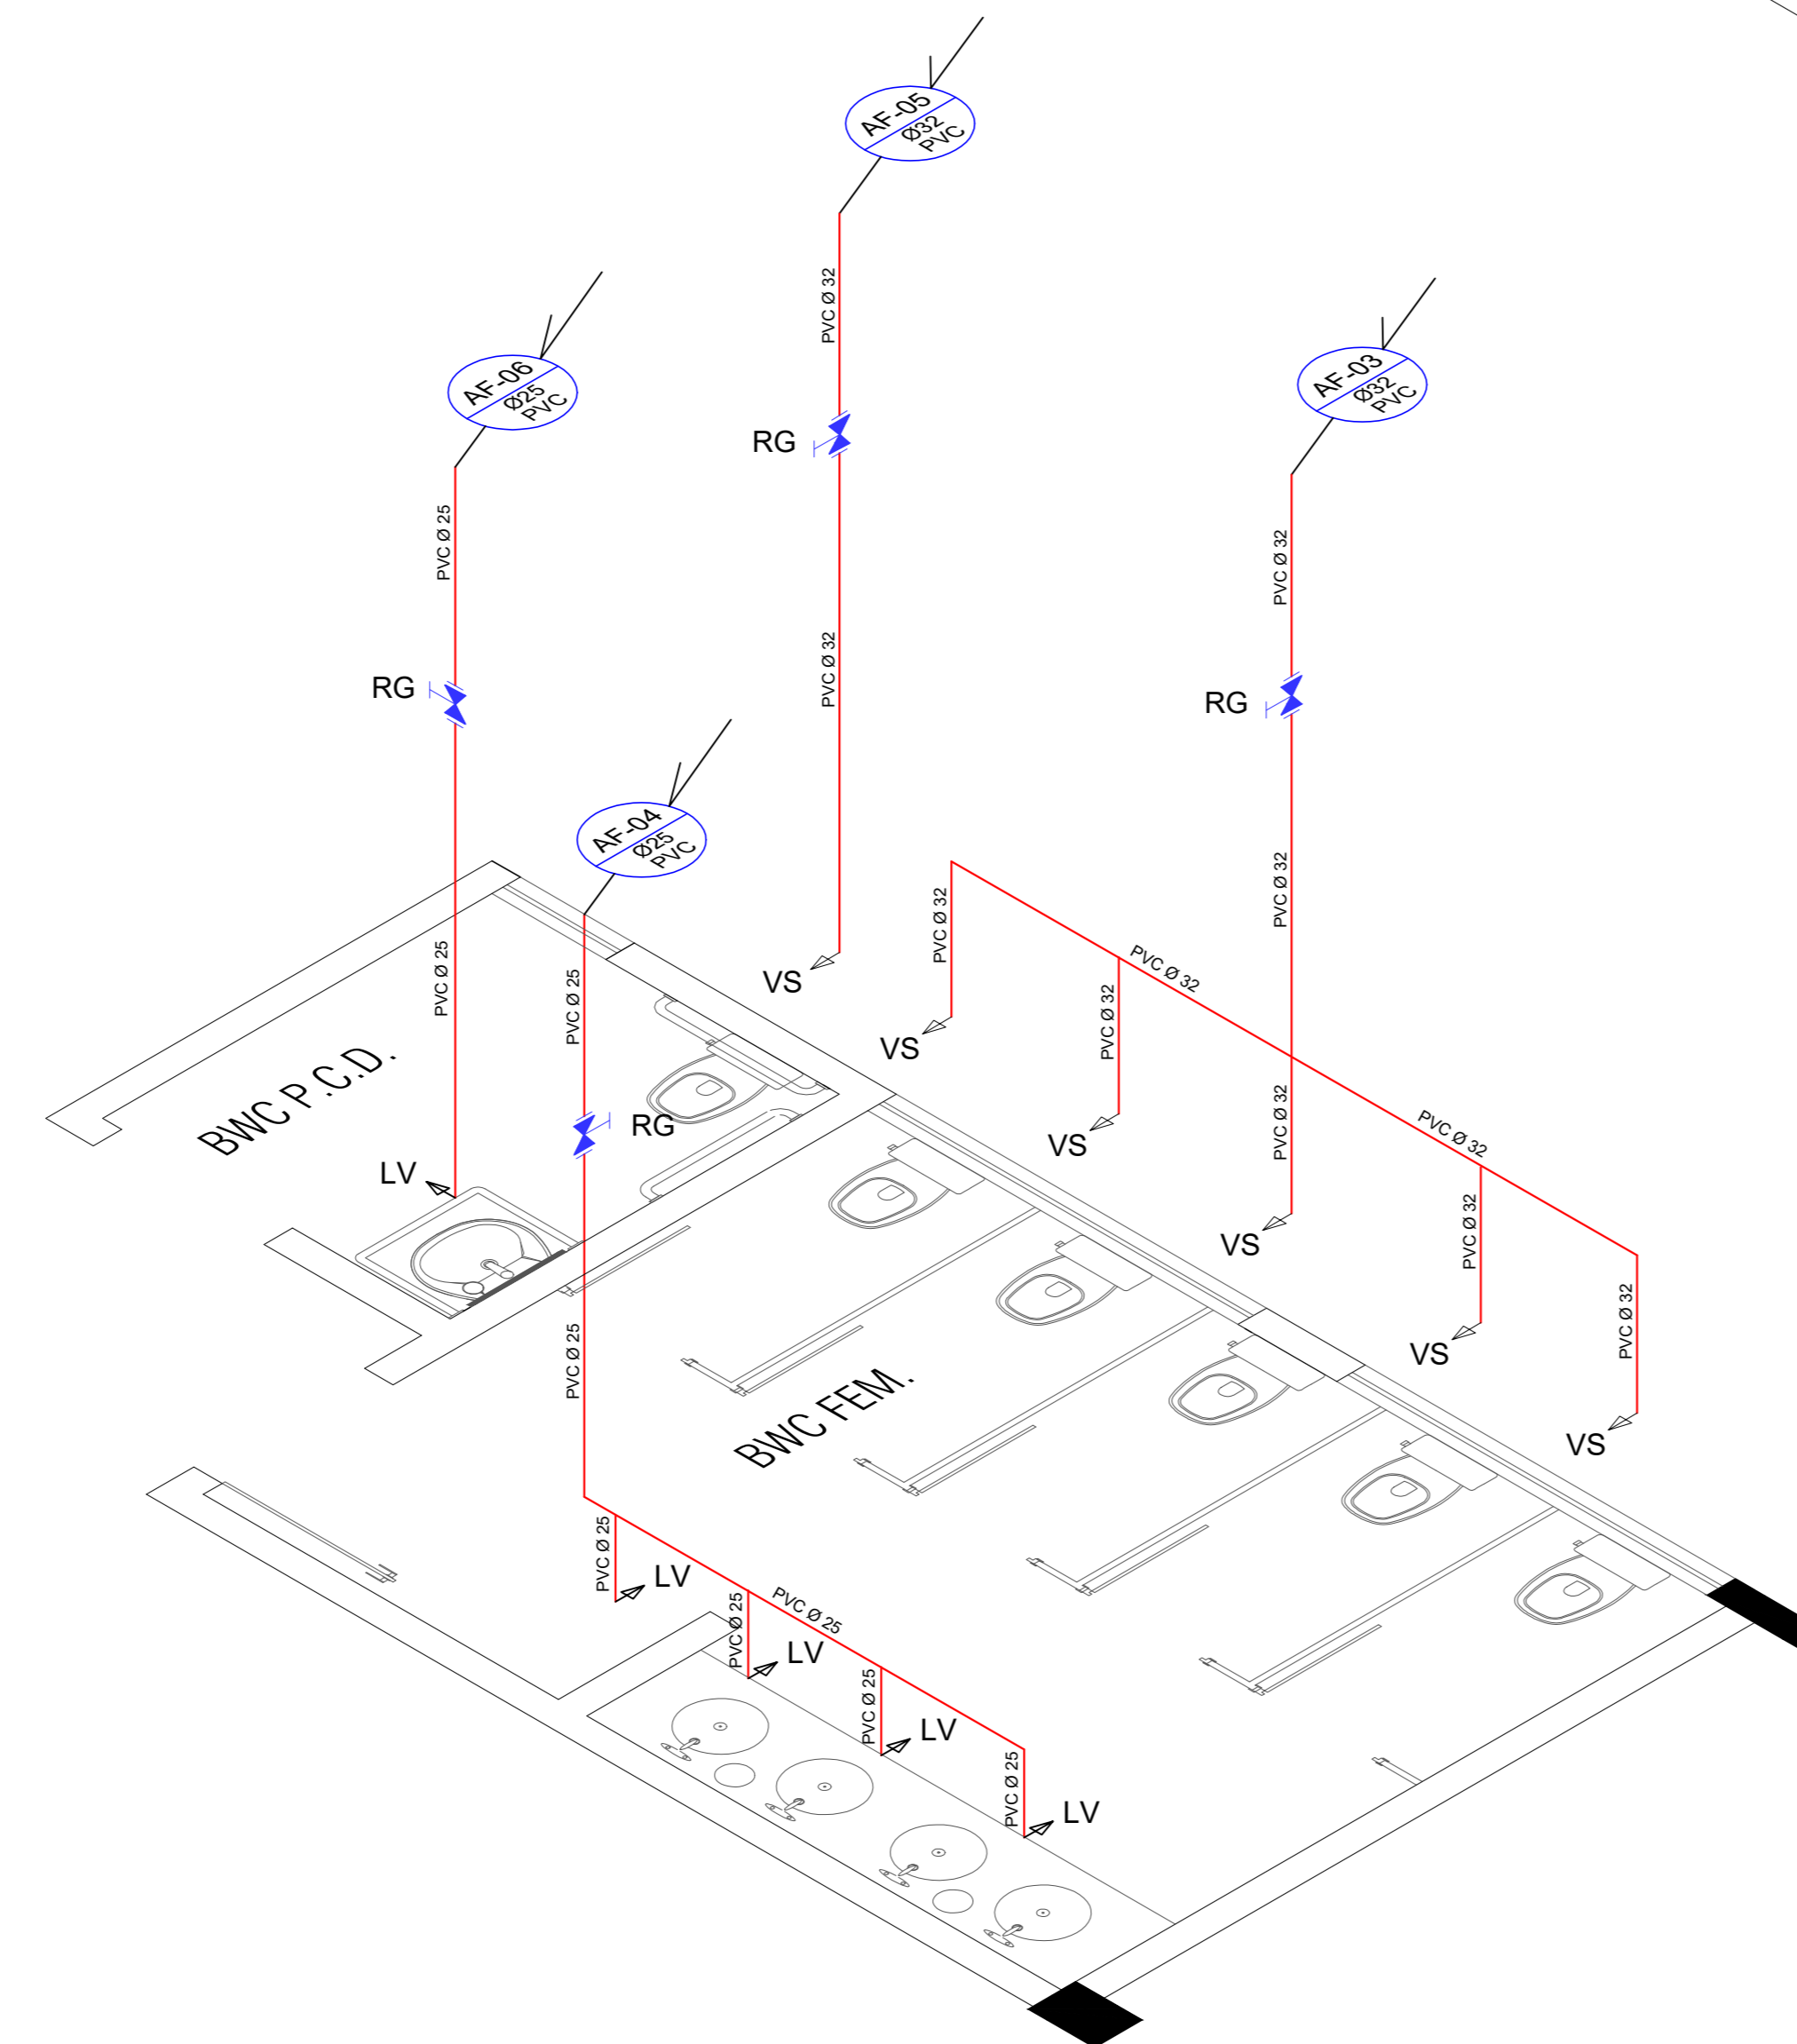 AF-05
Ø32
PVC
PVC Ø 32
RG
PVC Ø 32
VS
AF-06
Ø25
PVC
PVC Ø 25
RG
PVC Ø 25
LV
AF-03
Ø32
PVC
PVC Ø 32
RG
PVC Ø 32
PVC Ø 32
VS
AF-04
Ø25
PVC
PVC Ø 25
RG
PVC Ø 25
PVC Ø 32
VS
PVC Ø 32
PVC Ø 32
VS
PVC Ø 32
PVC Ø 32
VS
PVC Ø 32
VS
BWC P.C.D.
BWC FEM.
PVC Ø 25
LV
PVC Ø 25
PVC Ø 25
LV
PVC Ø 25
LV
PVC Ø 25
LV